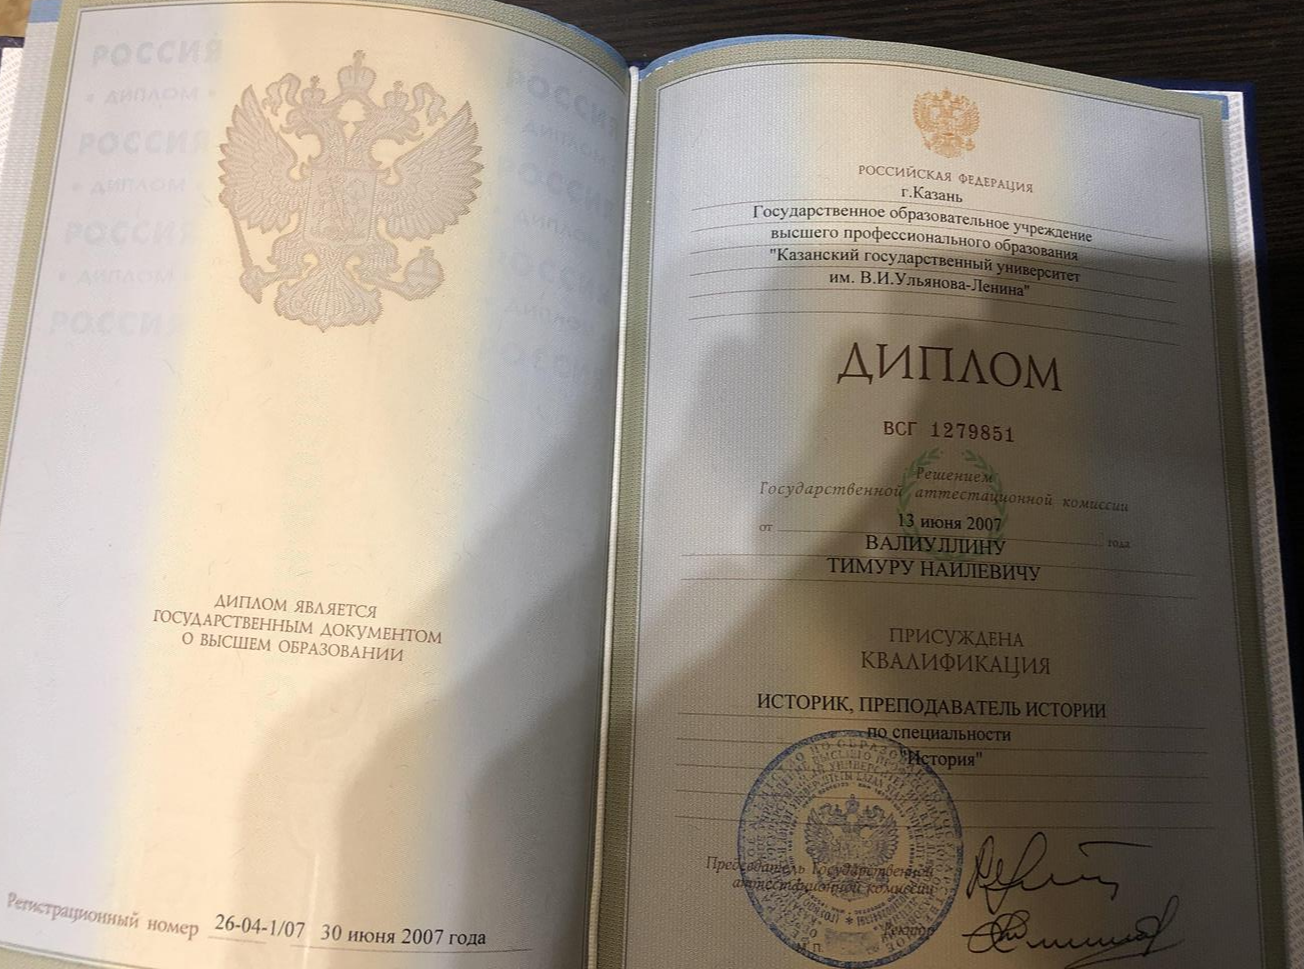 РОССИЯ
• ДИПЛОМ •
РОССИЯ
• ДИПЛОМ
РОССИЯ
• ДИПЛОМ
РОССИЯ
ДИПЛОМ ЯВЛЯЕТСЯ
ГОСУДАРСТВЕННЫМ ДОКУМЕНТОМ
О ВЫСШЕМ ОБРАЗОВАНИИ
Регистрационный номер 26-04-1/07 30 июня 2007 года
РОССИЙСКАЯ ФЕДЕРАЦИЯ
г.Казань
Государственное образовательное учреждение
высшего профессионального образования
"Казанский государственный университет
им. В.И.Ульянова-Ленина"
ДИПЛОМ
ВСГ 1279851
Решением
Государственной аттестационной комиссии
от 13 июня 2007 года
ВАЛИУЛЛИНУ
ТИМУРУ НАИЛЕВИЧУ
ПРИСУЖДЕНА
КВАЛИФИКАЦИЯ
ИСТОРИК, ПРЕПОДАВАТЕЛЬ ИСТОРИИ
по специальности
"История"
Председатель Государственной
аттестационной комиссии
М.П. Ректор